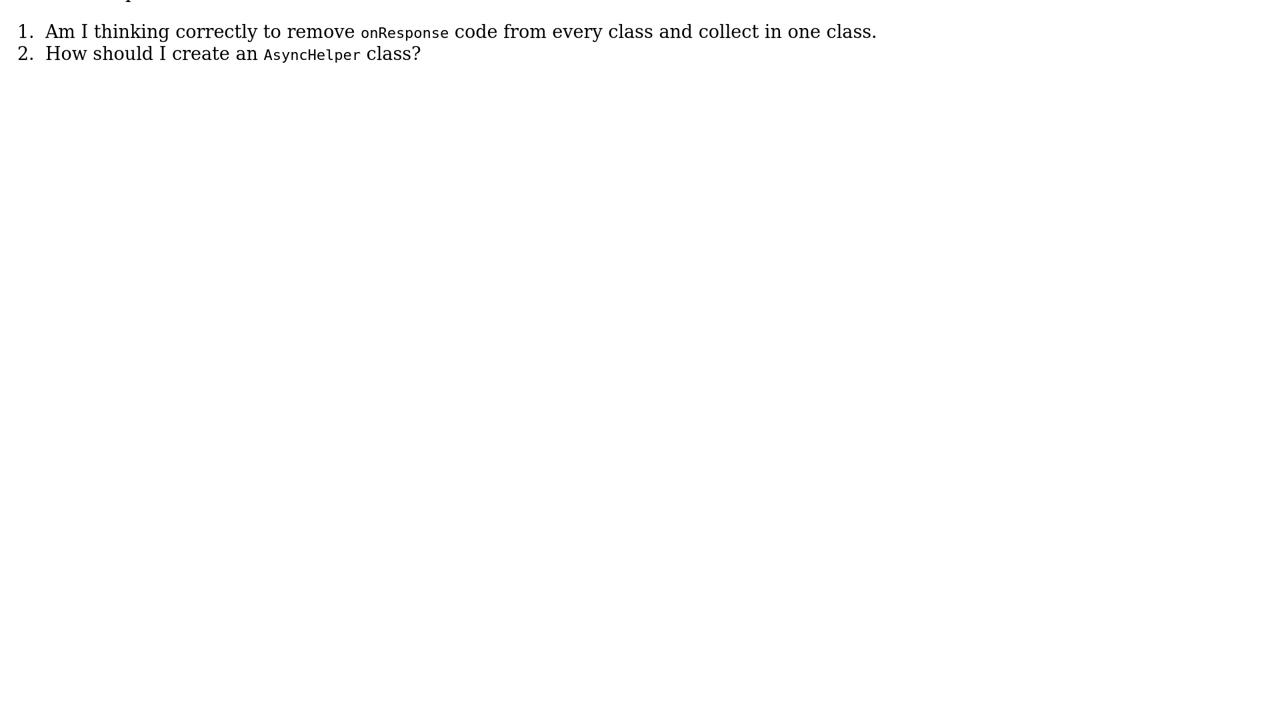 1. Am I thinking correctly to remove onResponse code from every class and collect in one class.
2. How should I create an AsyncHelper class?